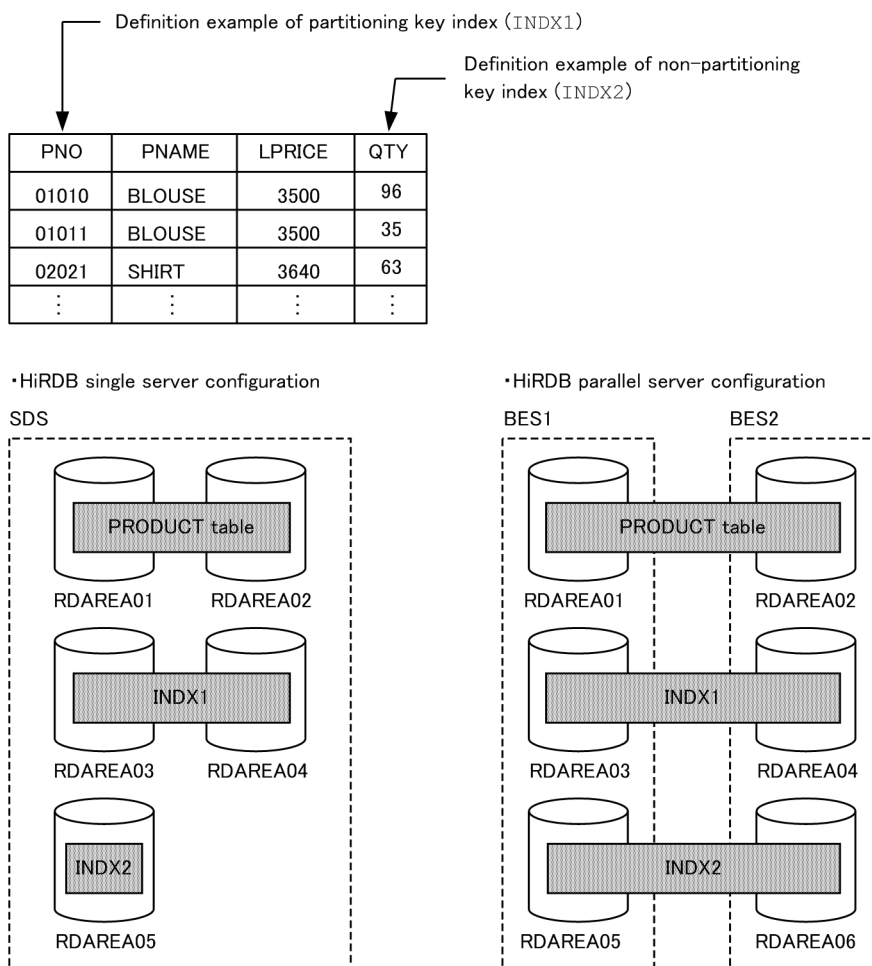 Definition example of partitioning key index (INDX1)
Definition example of non-partitioning
key index (INDX2)
PNO PNAME LPRICE QTY
01010 BLOUSE 3500 96
01011 BLOUSE 3500 35
02021 SHIRT 3640 63
⋮ ⋮ ⋮ ⋮
・HiRDB single server configuration
SDS
PRODUCT table
RDAREA01 RDAREA02
INDX1
RDAREA03 RDAREA04
INDX2
RDAREA05
・HiRDB parallel server configuration
BES1 BES2
PRODUCT table
RDAREA01 RDAREA02
INDX1
RDAREA03 RDAREA04
INDX2
RDAREA05 RDAREA06